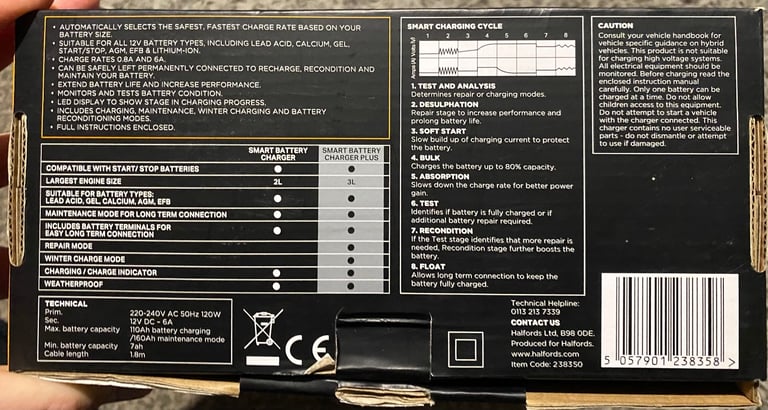 • AUTOMATICALLY SELECTS THE SAFEST, FASTEST CHARGE RATE BASED ON YOUR
BATTERY SIZE.
• SUITABLE FOR ALL 12V BATTERY TYPES, INCLUDING LEAD ACID, CALCIUM, GEL,
START/STOP, AGM, EFB & LITHIUM-ION.
• CHARGE RATES 0.8A AND 6A.
• CAN BE SAFELY LEFT PERMANENTLY CONNECTED TO RECHARGE, RECONDITION AND
MAINTAIN YOUR BATTERY.
• EXTEND BATTERY LIFE AND INCREASE PERFORMANCE.
• MONITORS AND TESTS BATTERY CONDITION.
• LED DISPLAY TO SHOW STAGE IN CHARGING PROGRESS.
• INCLUDES CHARGING, MAINTENANCE, WINTER CHARGING AND BATTERY
RECONDITIONING MODES.
• FULL INSTRUCTIONS ENCLOSED.
SMART BATTERY
CHARGER
SMART BATTERY
CHARGER PLUS
COMPATIBLE WITH START/ STOP BATTERIES
LARGEST ENGINE SIZE 2L 3L
SUITABLE FOR BATTERY TYPES:
LEAD ACID, GEL, CALCIUM, AGM, EFB
MAINTENANCE MODE FOR LONG TERM CONNECTION
INCLUDES BATTERY TERMINALS FOR
EASY LONG TERM CONNECTION
REPAIR MODE
WINTER CHARGE MODE
CHARGING / CHARGE INDICATOR
WEATHERPROOF
TECHNICAL
Prim. 220-240V AC 50Hz 120W
Sec. 12V DC - 6A
Max. battery capacity 110Ah battery charging
/160Ah maintenance mode
Min. battery capacity 7ah
Cable length 1.8m
CE
SMART CHARGING CYCLE
1 2 3 4 5 6 7 8
Amps (A) Volts (v)
1. TEST AND ANALYSIS
Determines repair or charging modes.
2. DESULPHATION
Repair stage to increase performance and
prolong battery life.
3. SOFT START
Slow build up of charging current to protect
the battery.
4. BULK
Charges the battery up to 80% capacity.
5. ABSORPTION
Slows down the charge rate for better power
gain.
6. TEST
Identifies if battery is fully charged or if
additional battery repair required.
7. RECONDITION
If the Test stage identifies that more repair is
needed, Recondition stage further boosts the
battery.
8. FLOAT
Allows long term connection to keep the
battery fully charged.
CAUTION
Consult your vehicle handbook for
vehicle specific guidance on hybrid
vehicles. This product is not suitable
for charging high voltage systems.
All electrical equipment should be
monitored. Before charging read the
enclosed instruction manual
carefully. Only one battery can be
charged at a time. Do not allow
children access to this equipment.
Do not attempt to start a vehicle
with the charger connected. This
charger contains no user serviceable
parts - do not dismantle or attempt
to use if damaged.
Technical Helpline:
0113 213 7339
CONTACT US
Halfords Ltd, B98 0DE.
Produced for Halfords.
www.halfords.com
Item Code: 238350
5 057901 238358 >